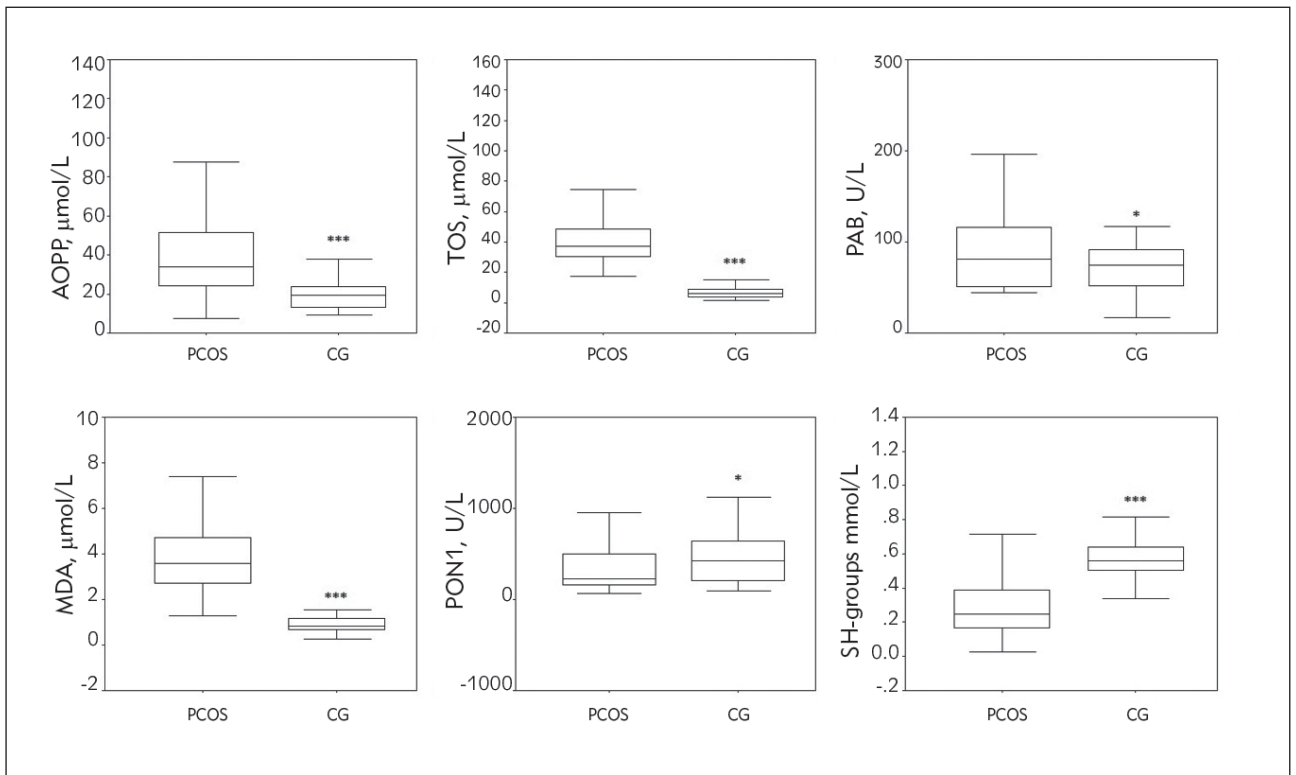 AOPP, µmol/L
140
120
100
80
60
40
20
0
***
PCOS
CG
TOS, µmol/L
160
140
120
100
80
60
40
20
0
-20
***
PCOS
CG
PAB, U/L
300
200
100
0
*
PCOS
CG
MDA, µmol/L
10
8
6
4
2
0
-2
***
PCOS
CG
PON1, U/L
2000
1000
0
-1000
*
PCOS
CG
SH-groups mmol/L
1.4
1.2
1.0
.8
.6
.4
.2
0.0
-.2
***
PCOS
CG